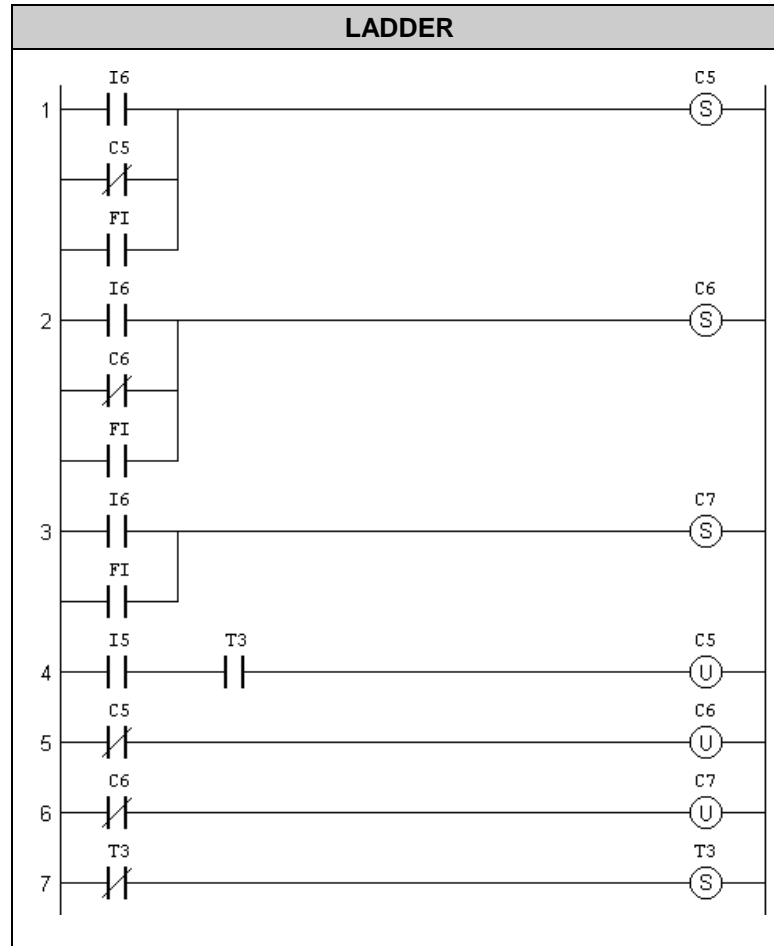 LADDER
I6 C5
1 S
C5
FI
I6 C6
2 S
C6
FI
I6 C7
3 S
FI
I5 T3 C5
4 U
C5 C6
5 U
C6 C7
6 U
T3 T3
7 S